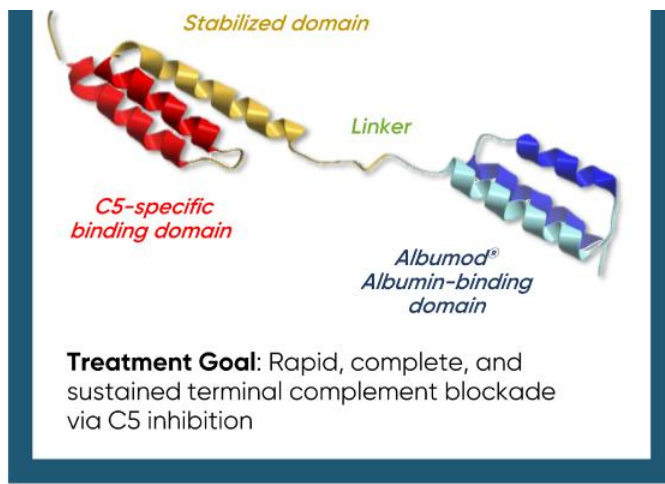 Stabilized domain
Linker
C5-specific
binding domain
Albumod®
Albumin-binding
domain
Treatment Goal: Rapid, complete, and
sustained terminal complement blockade
via C5 inhibition